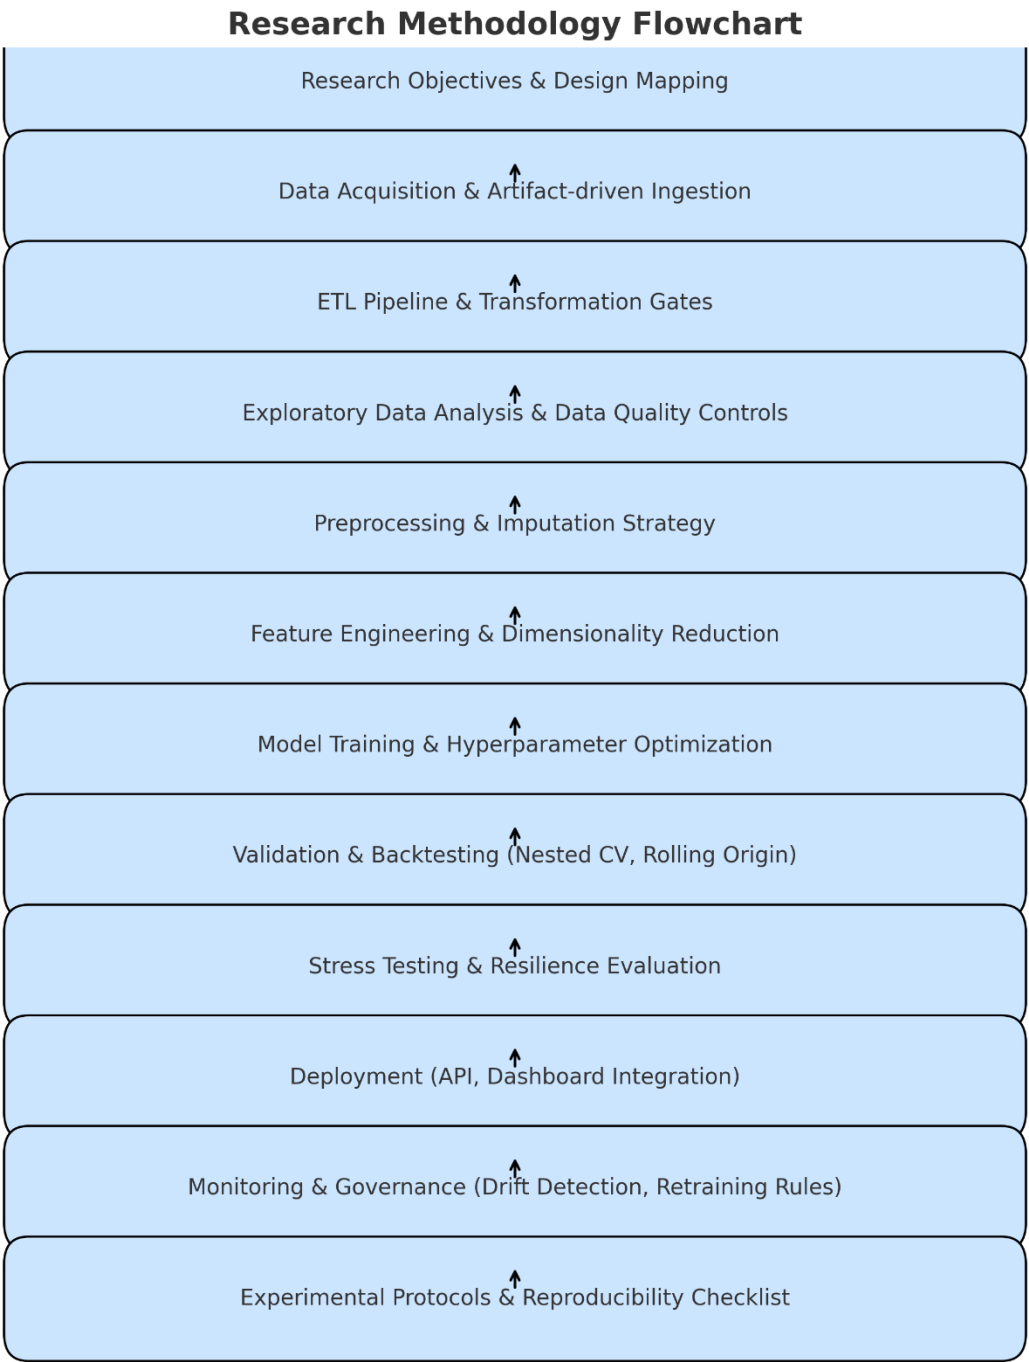 Research Methodology Flowchart
Research Objectives & Design Mapping
Data Acquisition & Artifact-driven Ingestion
ETL Pipeline & Transformation Gates
Exploratory Data Analysis & Data Quality Controls
Preprocessing & Imputation Strategy
Feature Engineering & Dimensionality Reduction
Model Training & Hyperparameter Optimization
Validation & Backtesting (Nested CV, Rolling Origin)
Stress Testing & Resilience Evaluation
Deployment (API, Dashboard Integration)
Monitoring & Governance (Drift Detection, Retraining Rules)
Experimental Protocols & Reproducibility Checklist